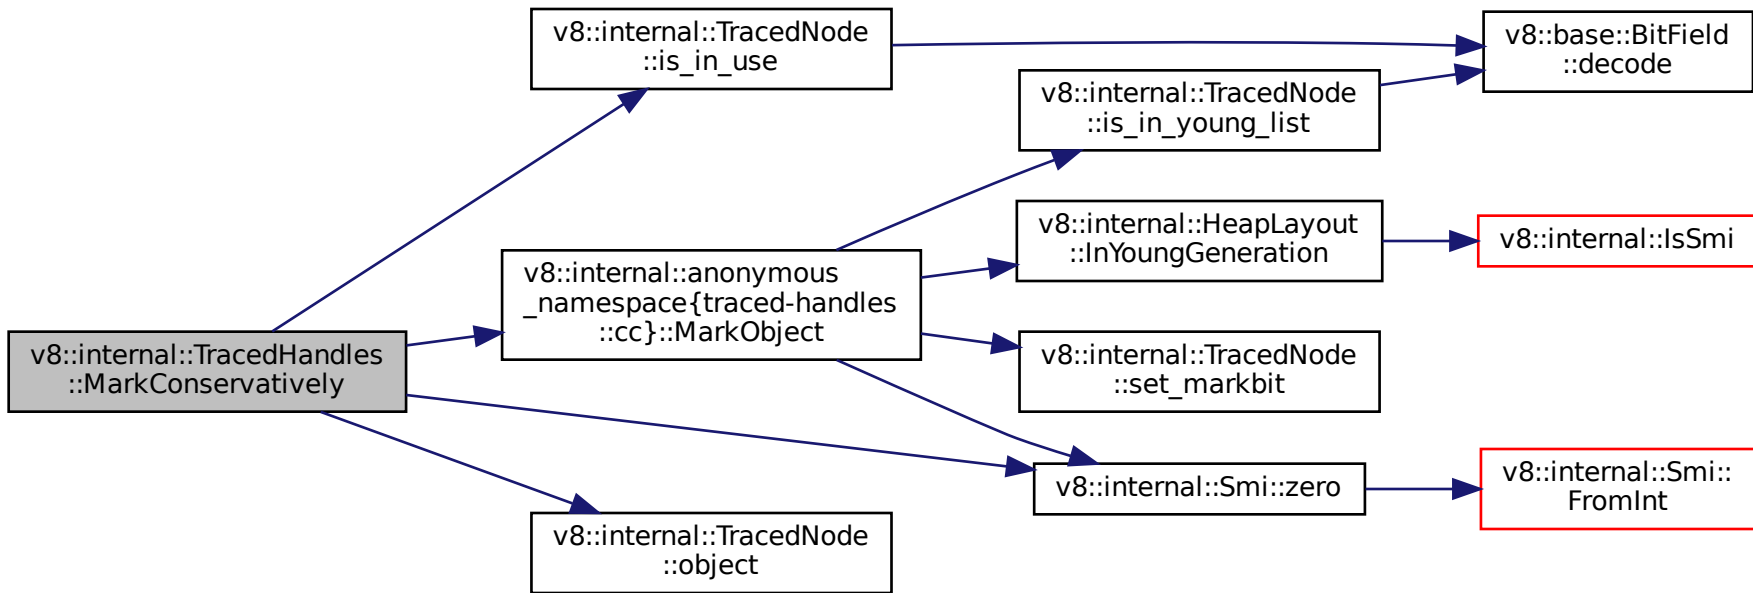 v8::internal::TracedHandles
::MarkConservatively
v8::internal::TracedNode
::is_in_use
v8::base::BitField
::decode
v8::internal::anonymous
_namespace{traced-handles
::cc}::MarkObject
v8::internal::TracedNode
::is_in_young_list
v8::internal::HeapLayout
::InYoungGeneration
v8::internal::IsSmi
v8::internal::TracedNode
::set_markbit
v8::internal::Smi::zero
v8::internal::Smi::
FromInt
v8::internal::TracedNode
::object